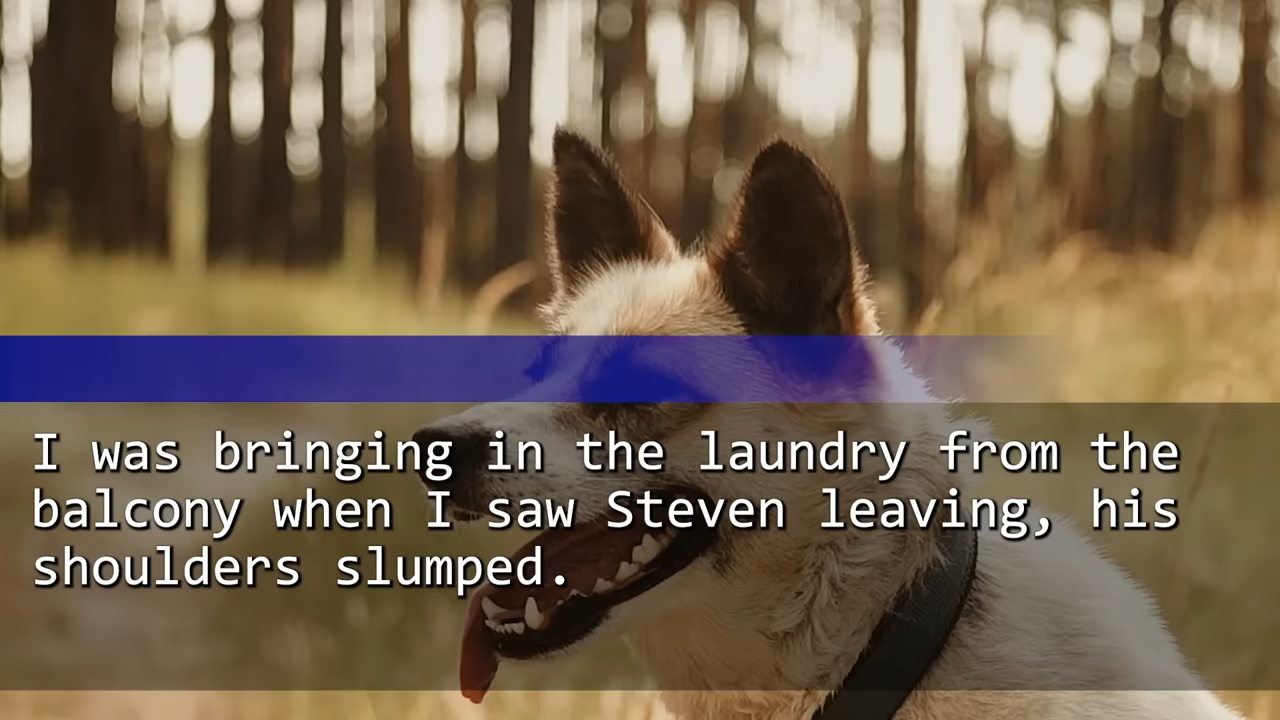 I was bringing in the laundry from the
balcony when I saw Steven leaving, his
shoulders slumped.